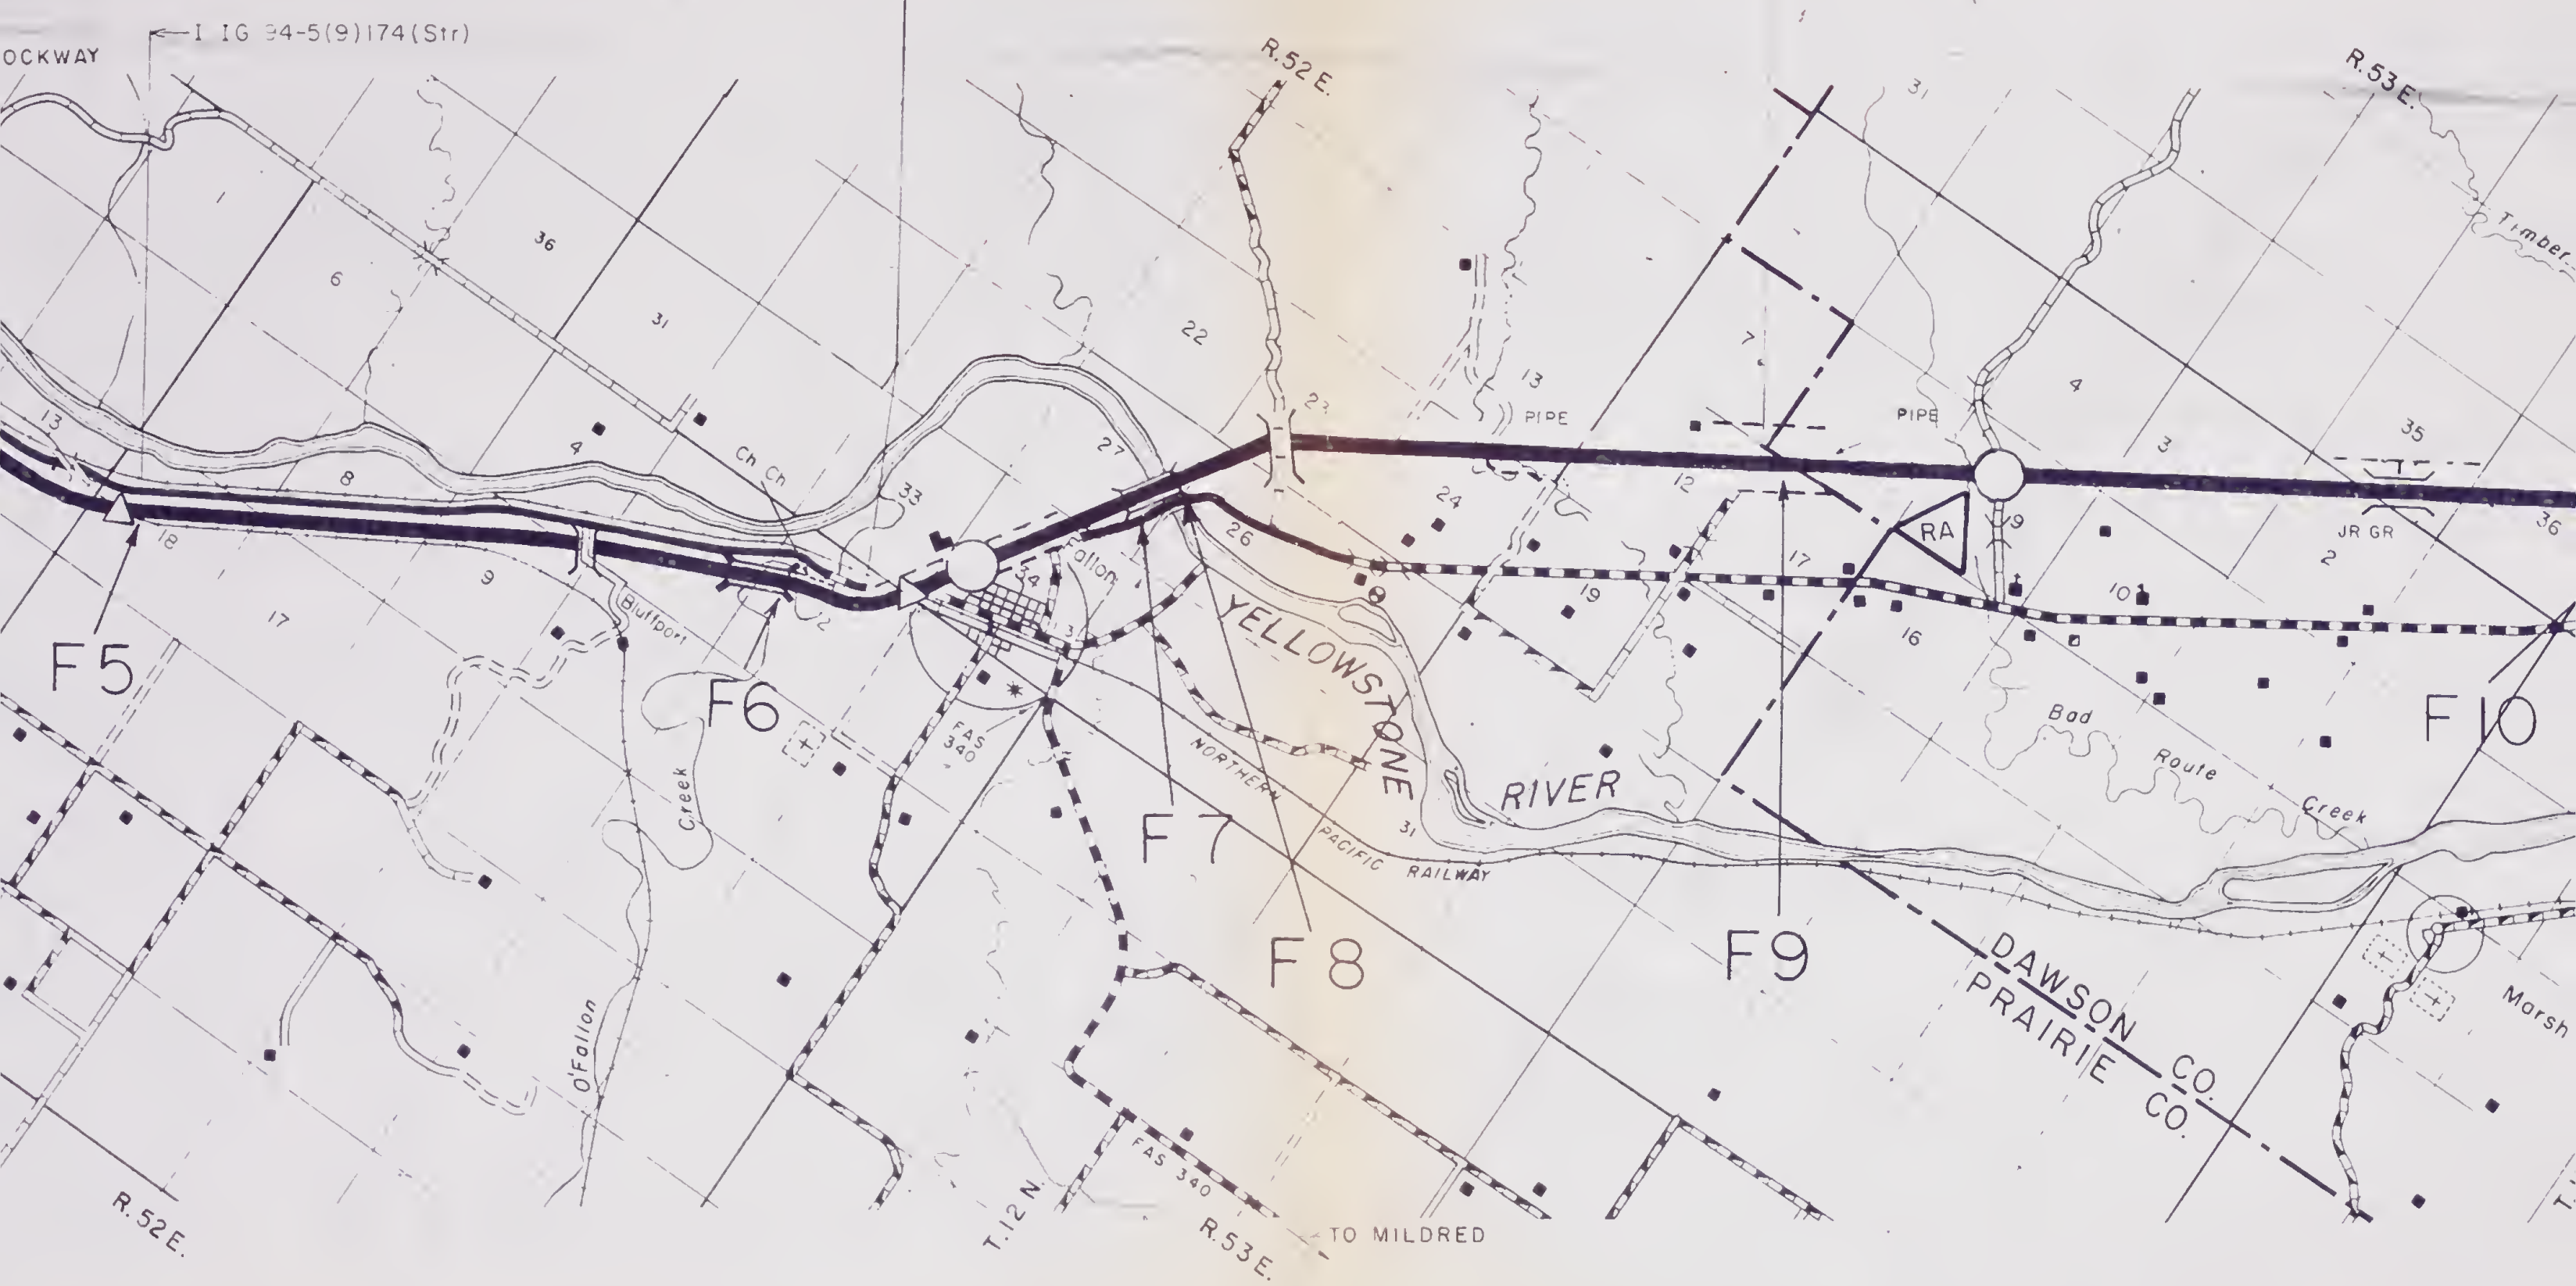 I IG 94-5(9)174(Str)
OCKWAY
R.52 E.
R.53 E.
31
Timber
1
36
6
31
22
7
4
13
PIPE
PIPE
23
13
4
8
Ch Ch
27
33
3
35
24
12
9
36
RA
JR GR
2
18
9
17
Bluffport
34
Fallon
26
17
19
16
10
F5
F6
YELLOWSTONE
RIVER
FAS
340
NORTHERN
PACIFIC
RAILWAY
31
Bad
Route
Creek
F10
Creek
F7
F8
F9
DAWSON CO.
PRAIRIE CO.
Marsh
O'Fallon
FAS 340
T.12 N
R.52 E.
R.53 E.
TO MILDRED